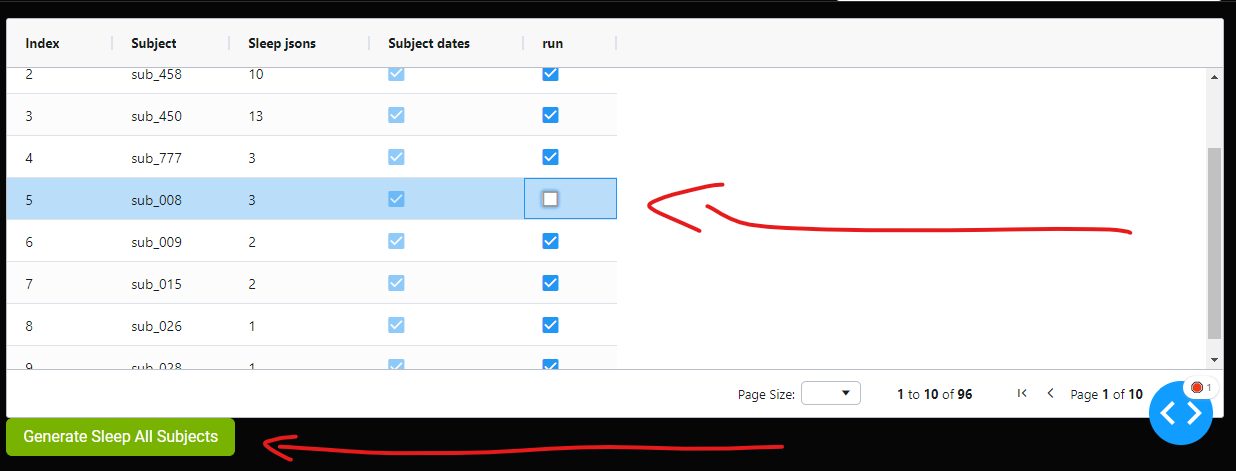 Index Subject Sleep jsons Subject dates run
2 sub_458 10
3 sub_450 13
4 sub_777 3
5 sub_008 3
6 sub_009 2
7 sub_015 2
8 sub_026 1
9 sub_028 1
Page Size: 1 to 10 of 96 Page 1 of 10
1
Generate Sleep All Subjects